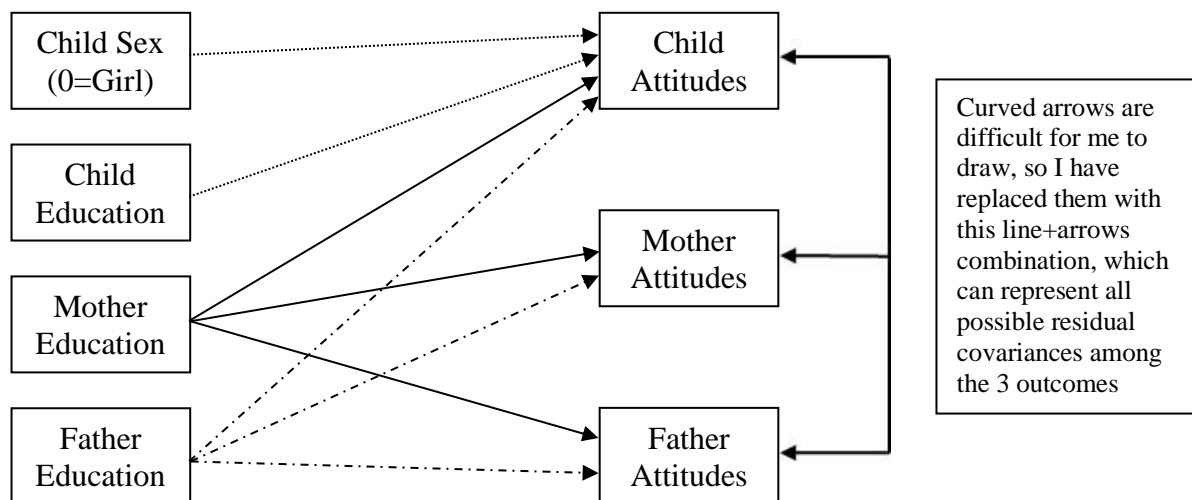 Child Sex
(0=Girl)
Child
Education
Mother
Education
Father
Education
Child
Attitudes
Mother
Attitudes
Father
Attitudes
Curved arrows are
difficult for me to
draw, so I have
replaced them with
this line+arrows
combination, which
can represent all
possible residual
covariances among
the 3 outcomes